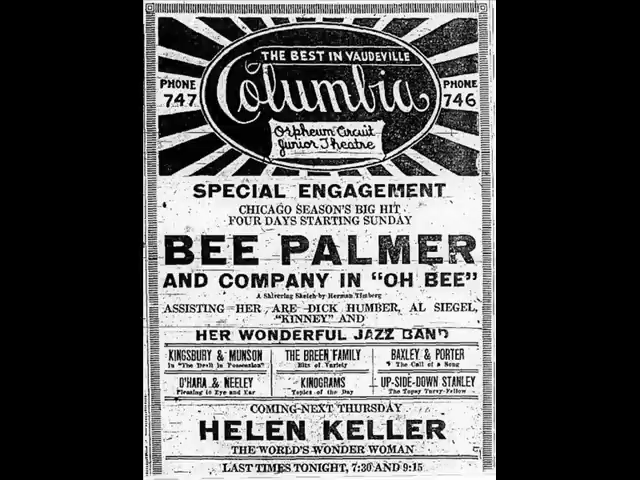 THE BEST IN VAUDEVILLE
PHONE 747
Columbia
PHONE 746
Orpheum Circuit
Junior Theatre
SPECIAL ENGAGEMENT
CHICAGO SEASON'S BIG HIT
FOUR DAYS STARTING SUNDAY
BEE PALMER
AND COMPANY IN "OH BEE"
A Shivering Sketch by Herman Timberg
ASSISTING HER ARE DICK HUMBER, AL SIEGEL,
"KINNEY" AND
HER WONDERFUL JAZZ BAND
KINGSBURY & MUNSON
In "The Devil in Possession"
THE BREEN FAMILY
Bits of Variety
BAXLEY & PORTER
The Call of a Song
O'HARA & NEELEY
Pleasing to Eye and Ear
KINOGRAMS
Topics of the Day
UP-SIDE-DOWN STANLEY
The Topsy Turvy-Fellow
COMING NEXT THURSDAY
HELEN KELLER
THE WORLD'S WONDER WOMAN
LAST TIMES TONIGHT, 7:30 AND 9:15